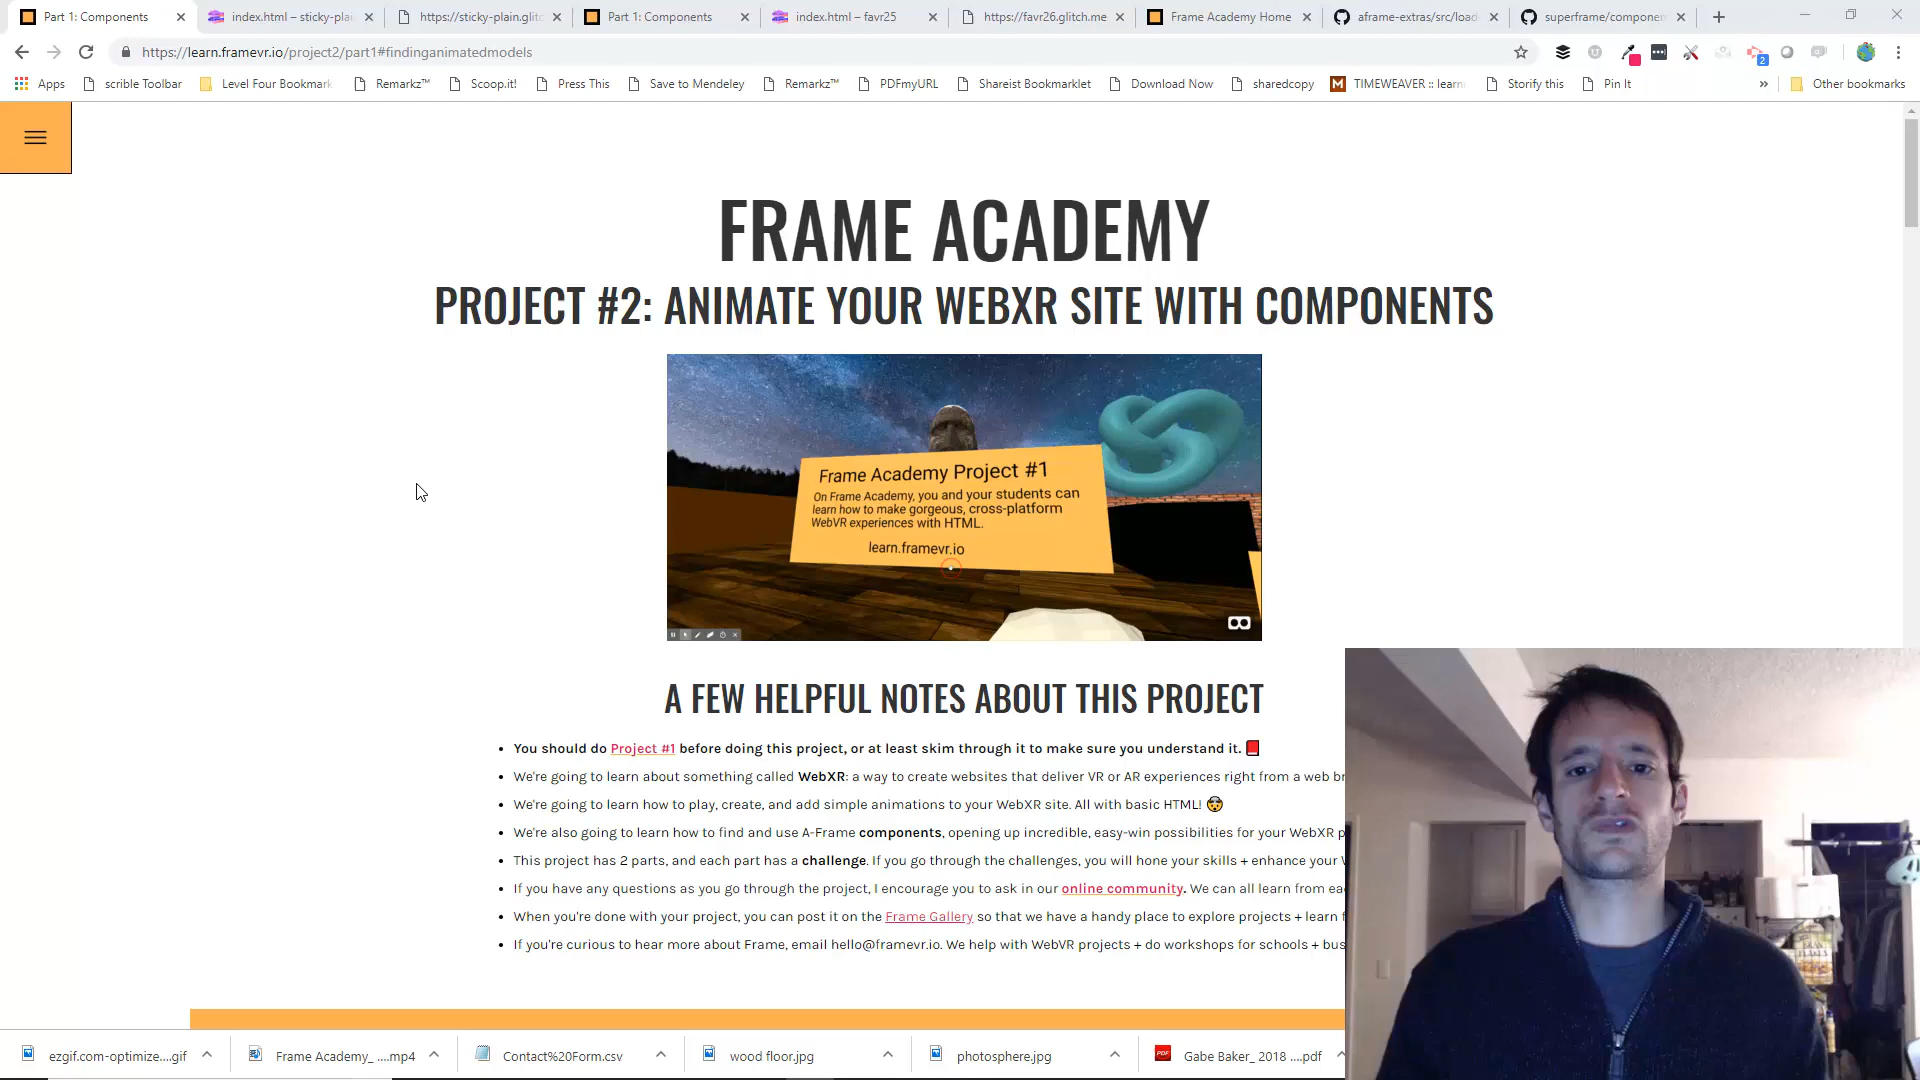 Part 1: Components
index.html – sticky-plai
https://sticky-plain.glitc
Part 1: Components
index.html – favr25
https://favr26.glitch.me
Frame Academy Home
aframe-extras/src/load
superframe/componen
https://learn.framevr.io/project2/part1#findinganimatedmodels
2
Apps
scrible Toolbar
Level Four Bookmark
Remarkz™
Scoop.it!
Press This
Save to Mendeley
Remarkz™
PDFmyURL
Shareist Bookmarklet
Download Now
sharedcopy
M
TIMEWEAVER :: learn
Storify this
Pin It
»
Other bookmarks
FRAME ACADEMY
PROJECT #2: ANIMATE YOUR WEBXR SITE WITH COMPONENTS
Frame Academy Project #1
On Frame Academy, you and your students can
learn how to make gorgeous, cross-platform
WebVR experiences with HTML.
learn.framevr.io
A FEW HELPFUL NOTES ABOUT THIS PROJECT
• You should do Project #1 before doing this project, or at least skim through it to make sure you understand it.
• We're going to learn about something called WebXR: a way to create websites that deliver VR or AR experiences right from a web br
• We're going to learn how to play, create, and add simple animations to your WebXR site. All with basic HTML!
• We're also going to learn how to find and use A-Frame components, opening up incredible, easy-win possibilities for your WebXR p
• This project has 2 parts, and each part has a challenge. If you go through the challenges, you will hone your skills + enhance your W
• If you have any questions as you go through the project, I encourage you to ask in our online community. We can all learn from eac
• When you're done with your project, you can post it on the Frame Gallery so that we have a handy place to explore projects + learn f
• If you're curious to hear more about Frame, email hello@framevr.io. We help with WebVR projects + do workshops for schools + bus
ezgif.com-optimize....gif
Frame Academy_ ....mp4
Contact%20Form.csv
wood floor.jpg
photosphere.jpg
PDF
Gabe Baker_ 2018 ....pdf